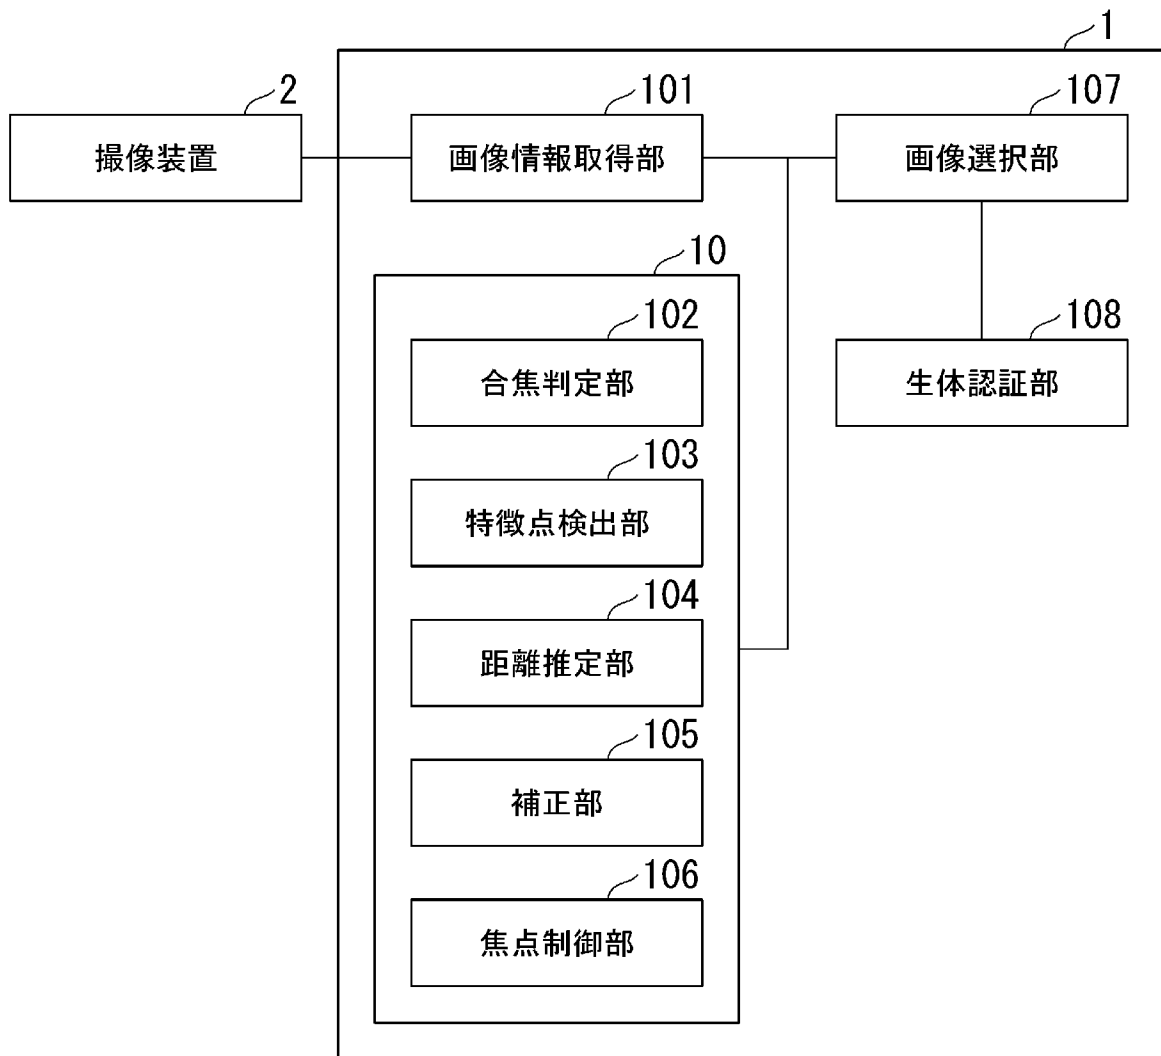 1
2
101
107
撮像装置
画像情報取得部
画像選択部
10
102
108
合焦判定部
生体認証部
103
特徴点検出部
104
距離推定部
105
補正部
106
焦点制御部